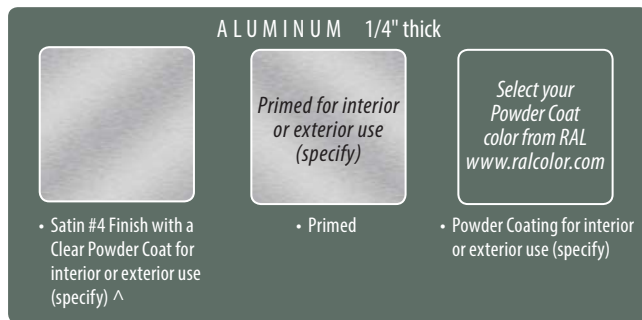 ALUMINUM 1/4" thick
Primed for interior
or exterior use
(specify)
Select your
Powder Coat
color from RAL
www.ralcolor.com
• Satin #4 Finish with a
Clear Powder Coat for
interior or exterior use
(specify) ^
• Primed
• Powder Coating for interior
or exterior use (specify)